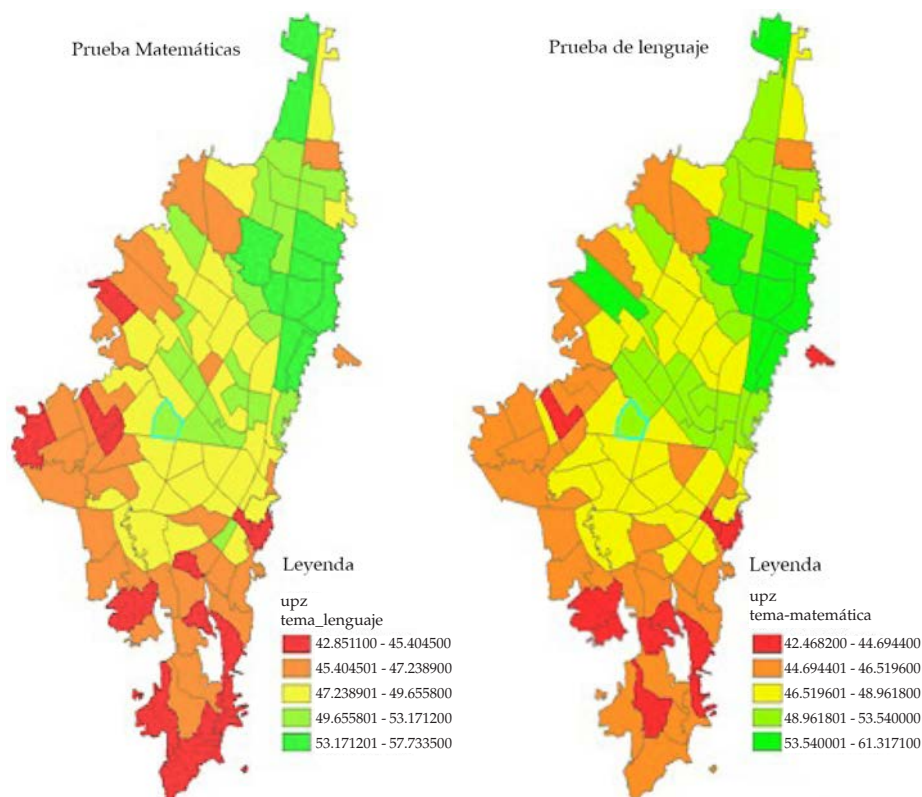 Prueba Matemáticas
Leyenda
upz
tema_lenguaje
42.851100 - 45.404500
45.404501 - 47.238900
47.238901 - 49.655800
49.655801 - 53.171200
53.171201 - 57.733500
Prueba de lenguaje
Leyenda
upz
tema-matemática
42.468200 - 44.694400
44.694401 - 46.519600
46.519601 - 48.961800
48.961801 - 53.540000
53.540001 - 61.317100